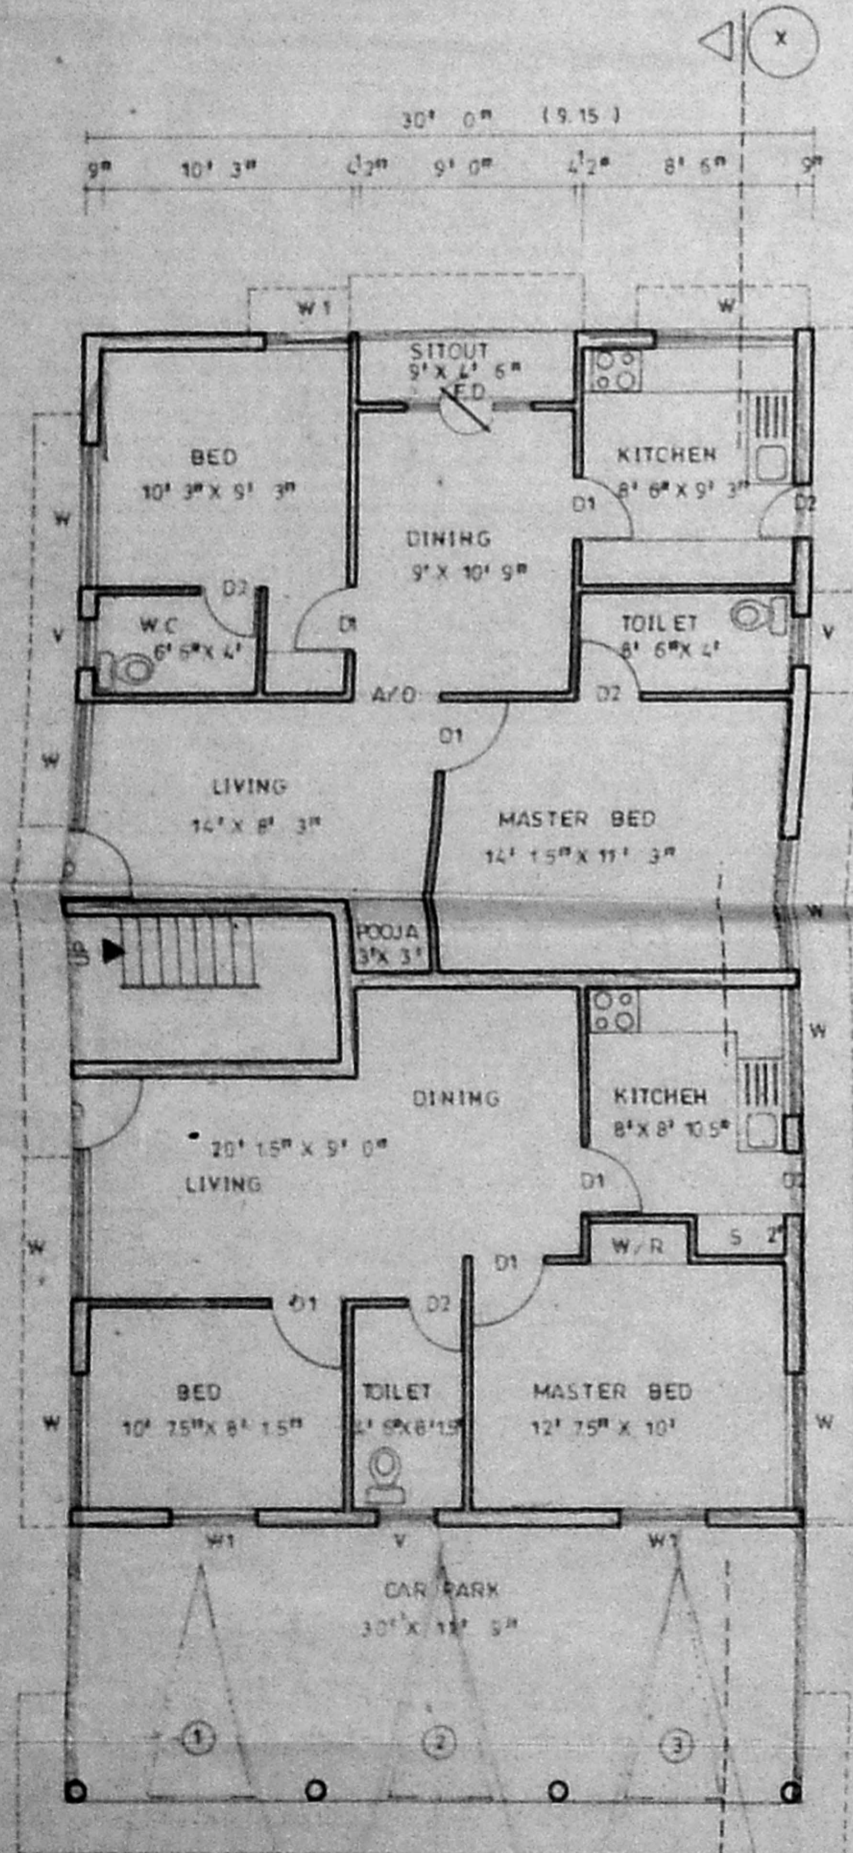 X
30' 0" (9.15)
9" 10' 3" 4½" 9' 0" 4½" 8' 6" 9"
W1
W
SITOUT
9' X 4' 6"
F.D
BED
10' 3" X 9' 3"
KITCHEN
8' 6" X 9' 3"
D1
D2
W
DINING
9' X 10' 9"
D2
D1
W.C
6' 6" X 4'
V
TOILET
8' 6" X 4'
V
A/O
D2
D1
W
LIVING
14' X 8' 3"
MASTER BED
14' 1.5" X 11' 3"
D
W
UP
POOJA
3' X 3'
W
DINING
KITCHEN
8' X 8' 10.5"
D
20' 1.5" X 9' 0"
LIVING
D1
D2
W
W/R
S 2"
D1
D1
D2
BED
10' 7.5" X 8' 1.5"
TOILET
MASTER BED
12' 7.5" X 10'
W
W
W1
V
W1
CAR PARK
30' X 11' 9"
1
2
3